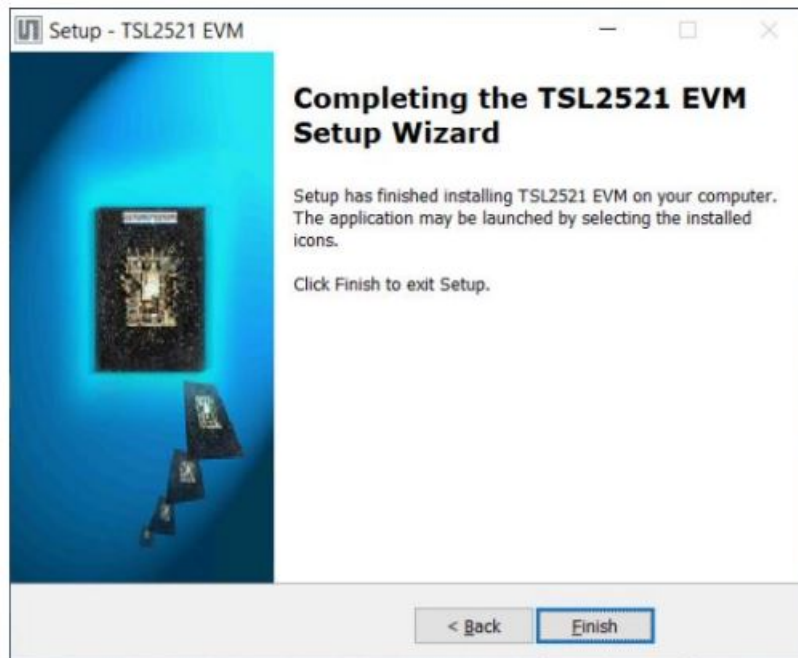 Setup - TSL2521 EVM
Completing the TSL2521 EVM
Setup Wizard
Setup has finished installing TSL2521 EVM on your computer.
The application may be launched by selecting the installed
icons.
Click Finish to exit Setup.
< Back
Finish